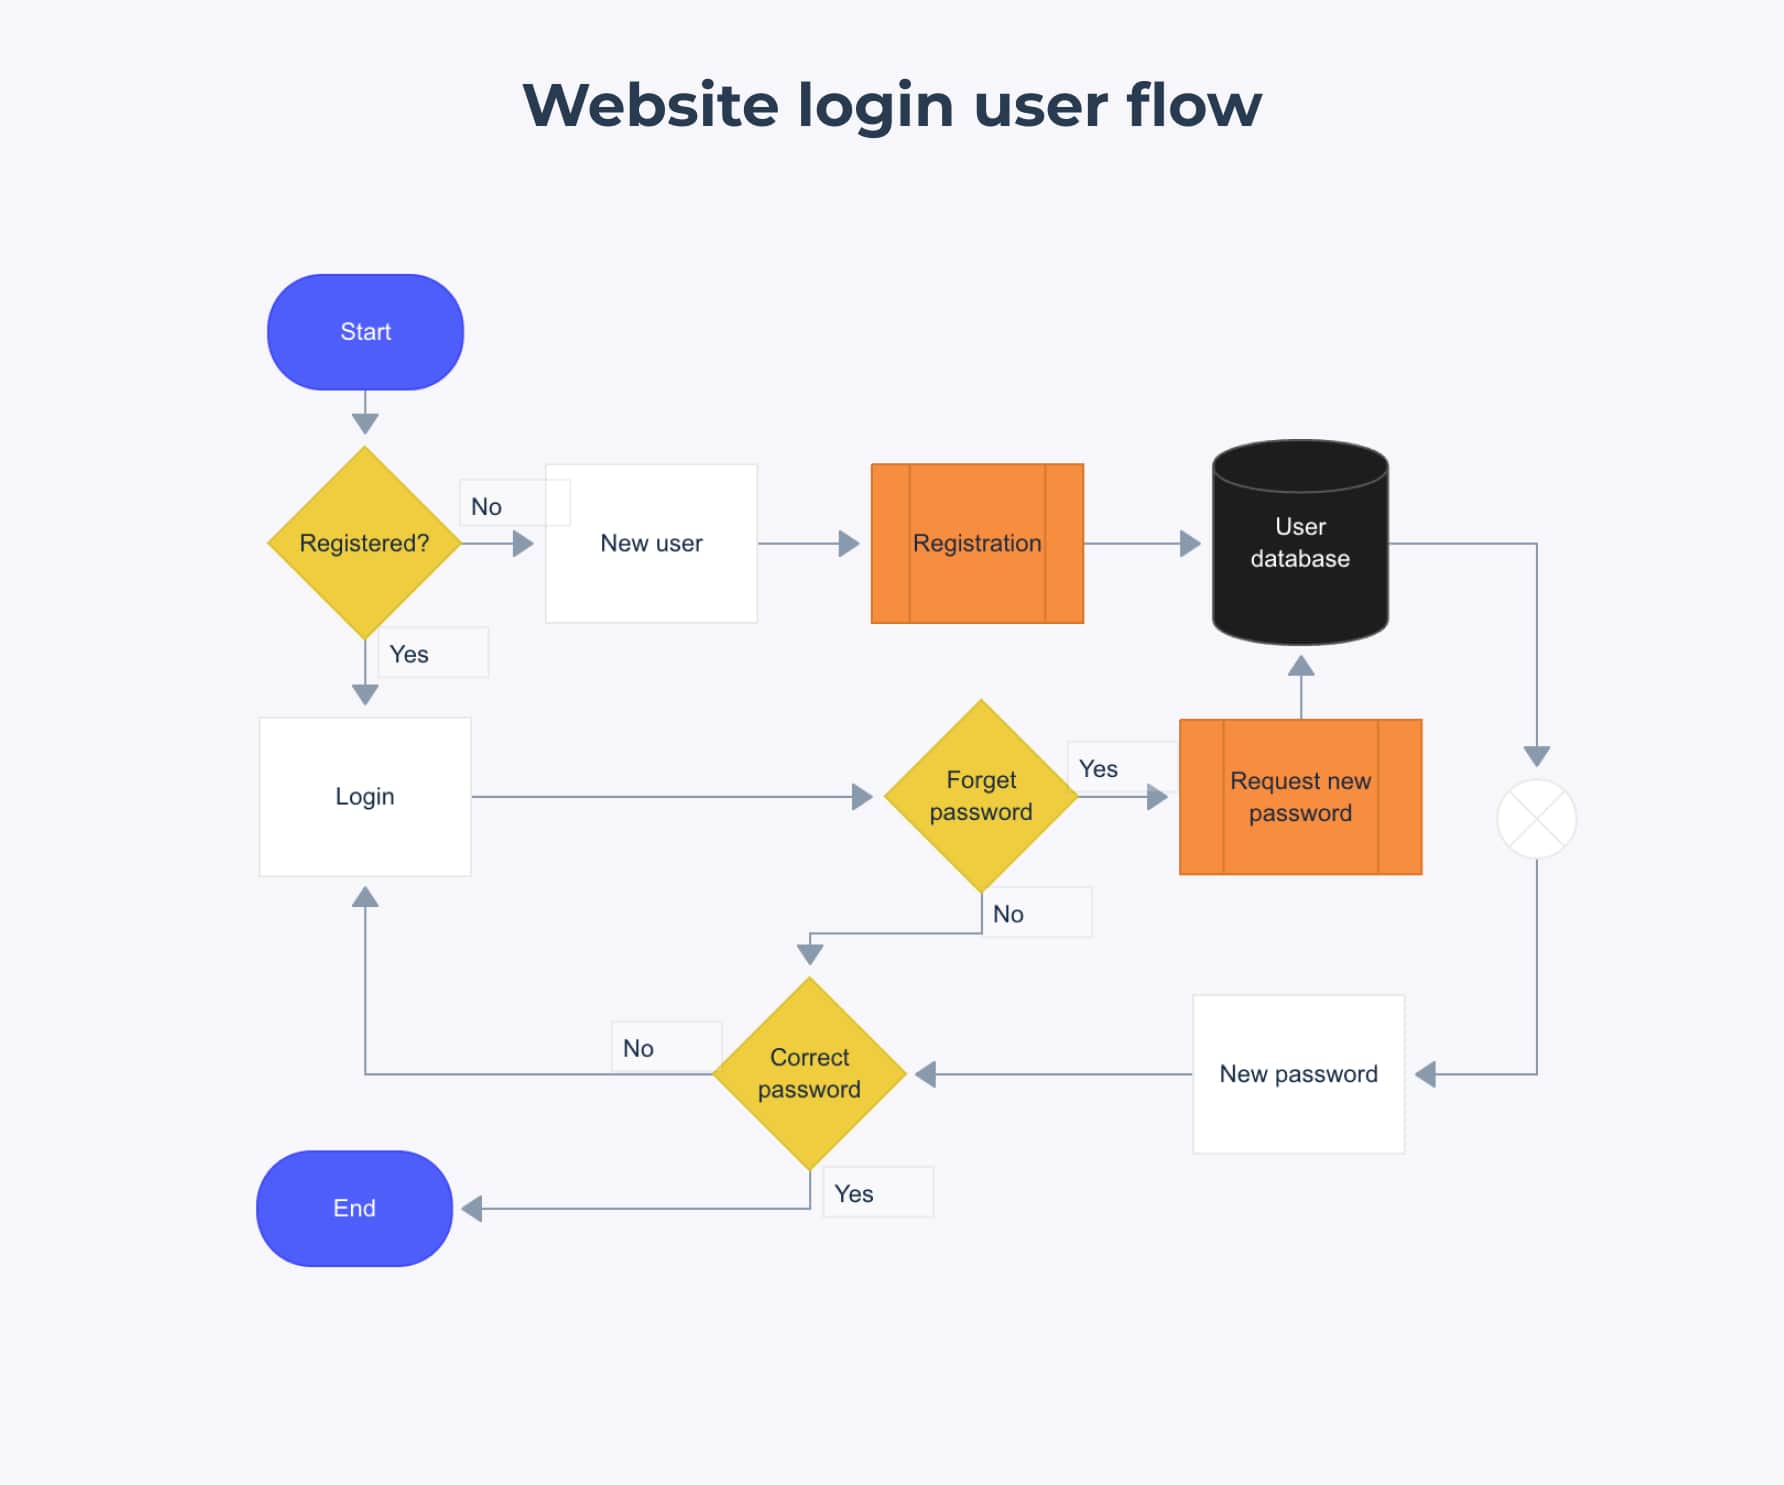 Website login user flow
Start
No
Registered?
New user
Registration
User
database
Yes
Login
Forget
password
Yes
Request new
password
No
No
Correct
password
New password
Yes
End